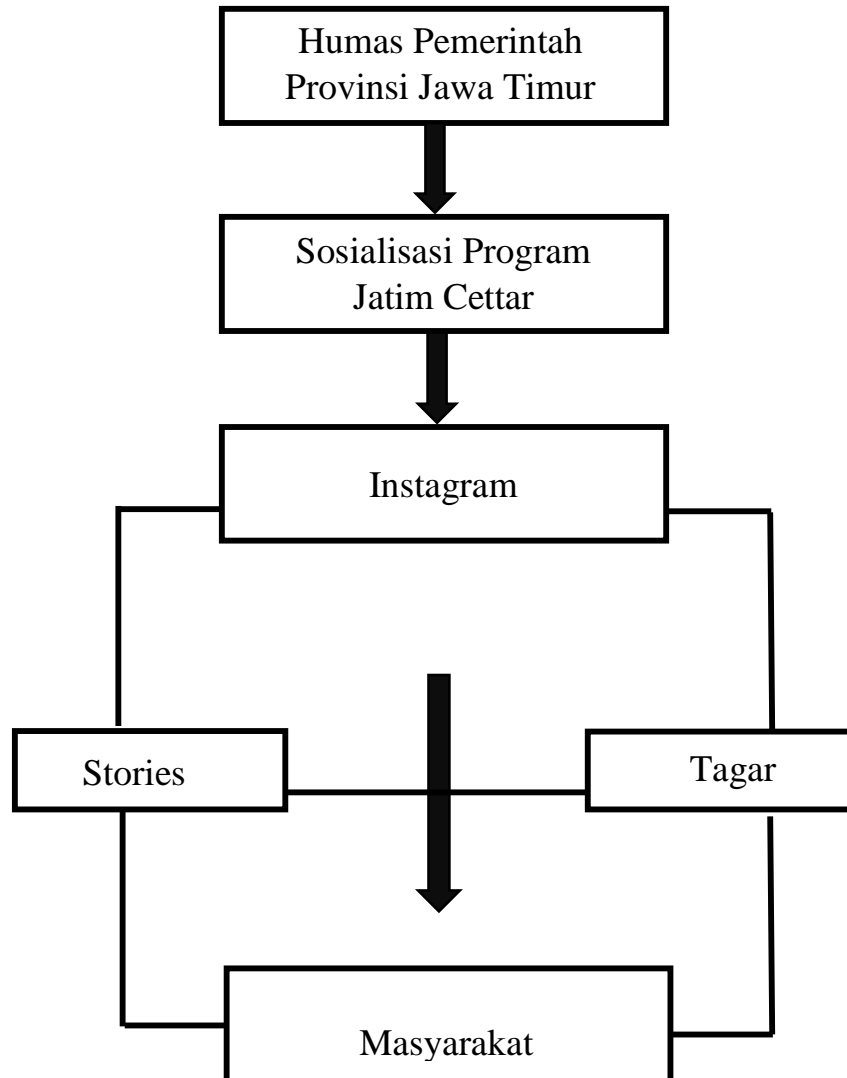 Humas Pemerintah
Provinsi Jawa Timur
Sosialisasi Program
Jatim Cettar
Instagram
Stories
Tagar
Masyarakat